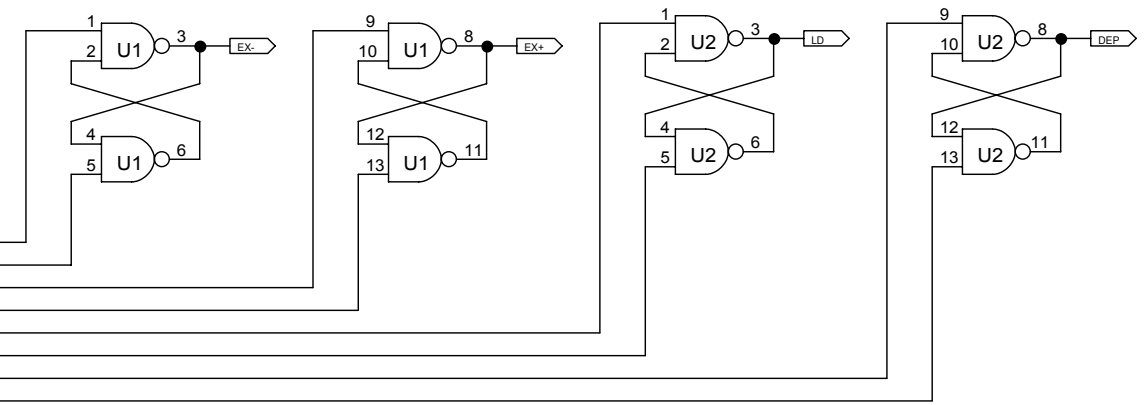 1 U1 3 EX-
2
4 U1 6
5
9 U1 8 EX+
10
12 U1 11
13
1 U2 3 LD
2
4 U2 6
5
9 U2 8 DEP
10
12 U2 11
13